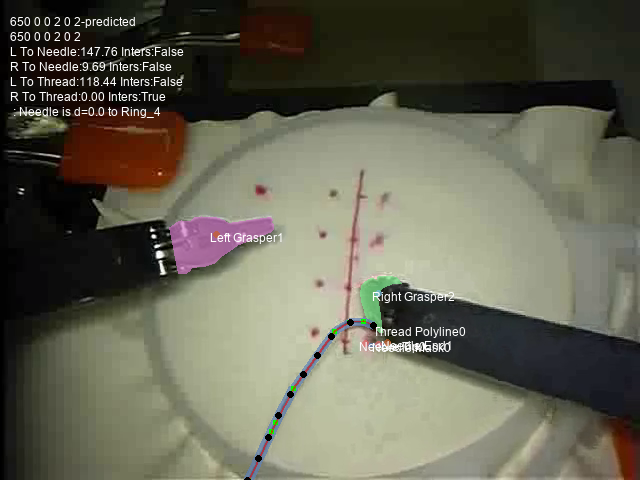 650 0 0 2 0 2-predicted
650 0 0 2 0 2
L To Needle:147.76 Inters:False
R To Needle:9.69 Inters:False
L To Thread:118.44 Inters:False
R To Thread:0.00 Inters:True
: Needle is d=0.0 to Ring_4
Left Grasper1
Right Grasper2
Thread Polyline0